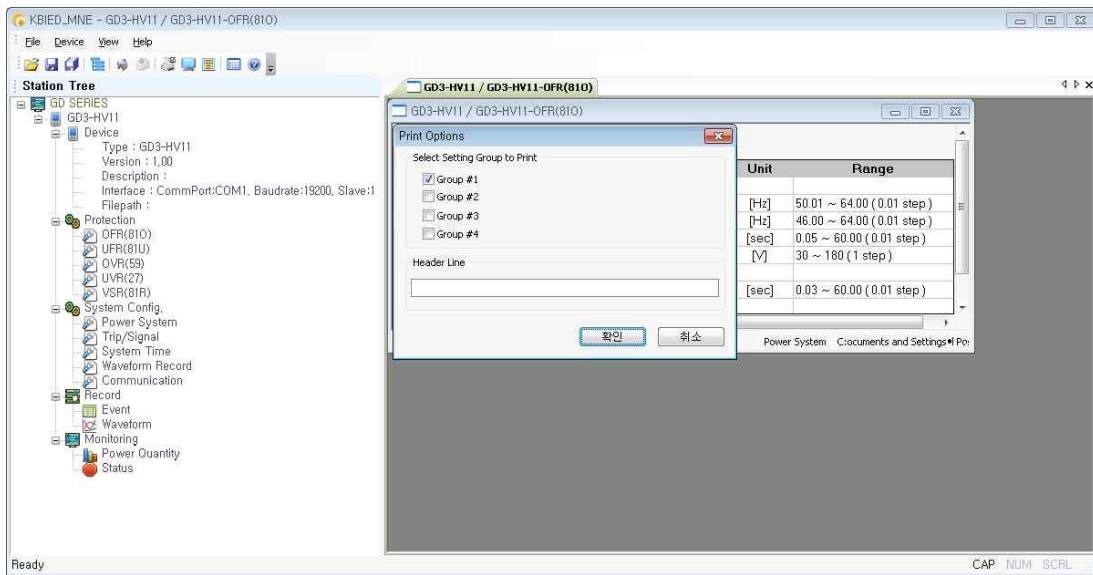 KBIED_MNE - GD3-HV11 / GD3-HV11-OFR(81O)
File Device View Help
Station Tree
GD SERIES
GD3-HV11
Device
Type : GD3-HV11
Version : 1,00
Description :
Interface : CommPort:COM1, Baudrate:19200, Slave:1
Filepath :
Protection
OFR(81O)
UFR(81U)
OVR(59)
UVR(27)
VSR(81R)
System Config,
Power System
Trip/Signal
System Time
Waveform Record
Communication
Record
Event
Waveform
Monitoring
Power Quantity
Status
GD3-HV11 / GD3-HV11-OFR(81O)
GD3-HV11 / GD3-HV11-OFR(81O)
Print Options
Select Setting Group to Print
Group #1
Group #2
Group #3
Group #4
Header Line
확인 취소
Unit Range
[Hz] 50.01 ~ 64.00 ( 0.01 step )
[Hz] 46.00 ~ 64.00 ( 0.01 step )
[sec] 0.05 ~ 60.00 ( 0.01 step )
[V] 30 ~ 180 ( 1 step )
[sec] 0.03 ~ 60.00 ( 0.01 step )
Power System C:ocuments and Settings
Ready CAP NUM SCRL